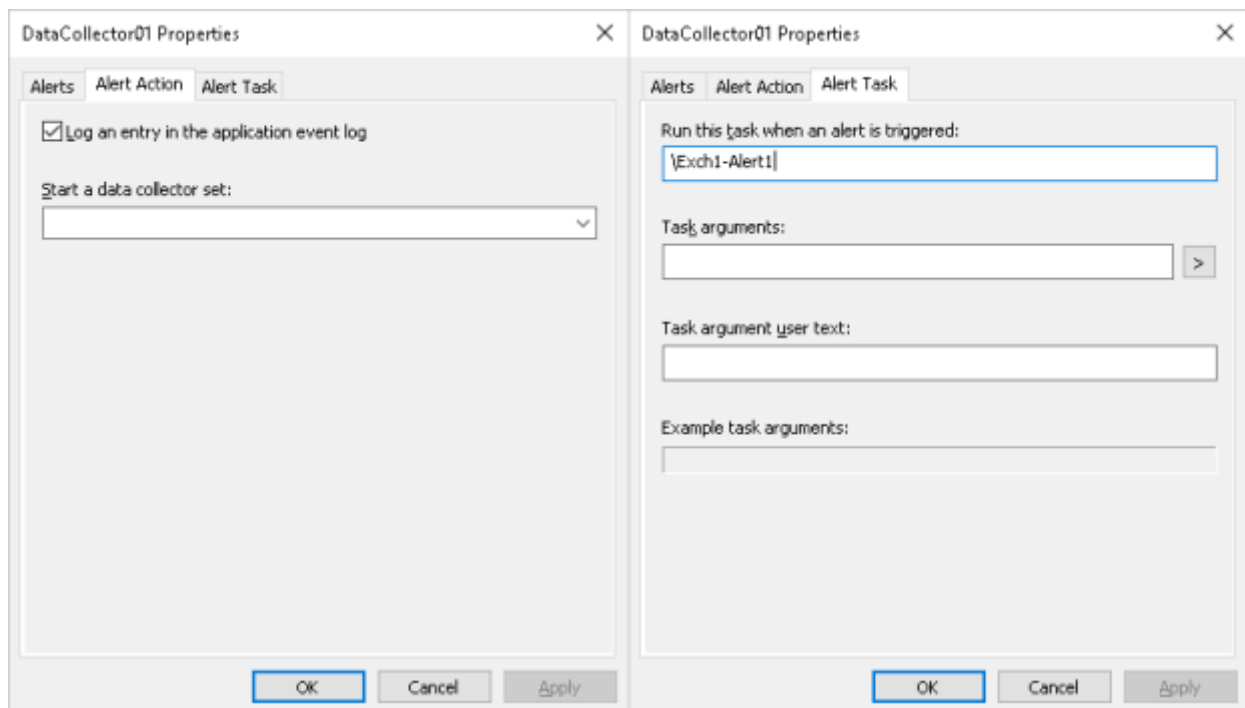 DataCollector01 Properties
Alerts Alert Action Alert Task
Log an entry in the application event log
Start a data collector set:
OK Cancel Apply
DataCollector01 Properties
Alerts Alert Action Alert Task
Run this task when an alert is triggered:
\Exch1-Alert1
Task arguments:
>
Task argument user text:
Example task arguments:
OK Cancel Apply